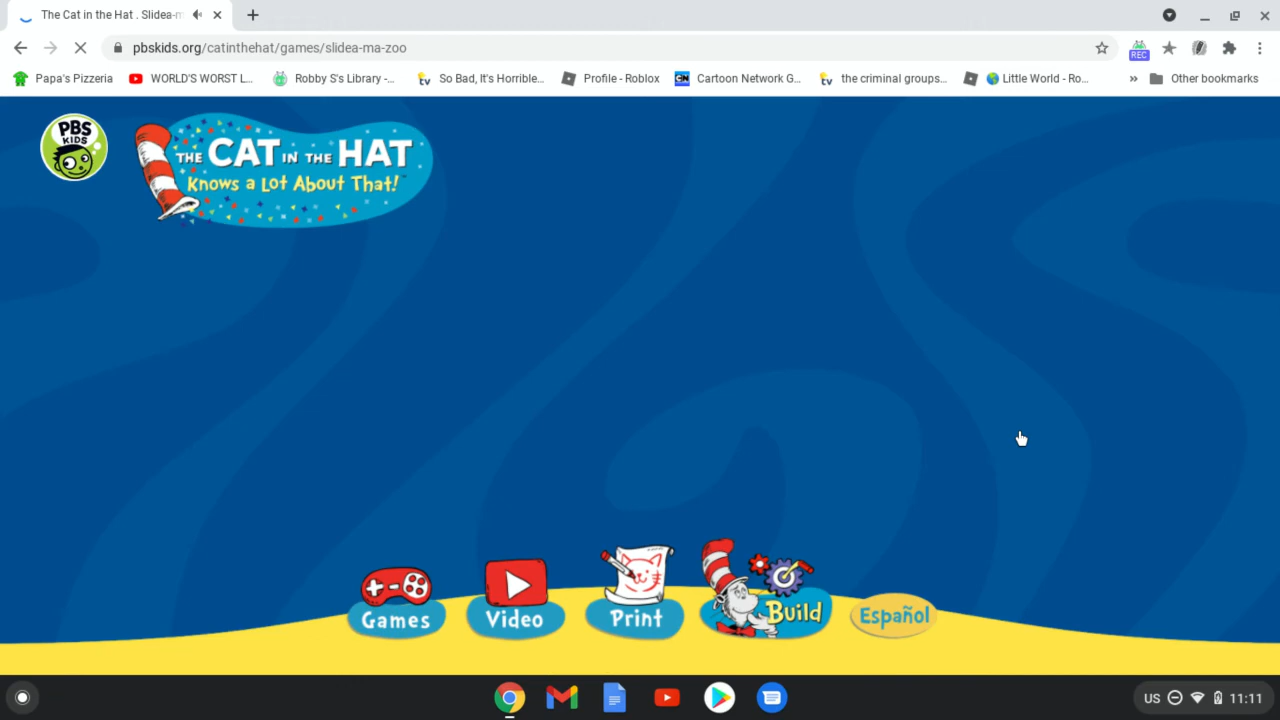 The Cat in the Hat . Slidea-m
pbskids.org/catinthehat/games/slidea-ma-zoo
REC
Papa's Pizzeria
WORLD'S WORST L...
Robby S's Library -...
So Bad, It's Horrible...
Profile - Roblox
Cartoon Network G...
the criminal groups...
Little World - Ro...
»
Other bookmarks
PBS
KIDS
THE CAT IN THE HAT
Knows a Lot About That!™
Games
Video
Print
Build
Español
US
11:11